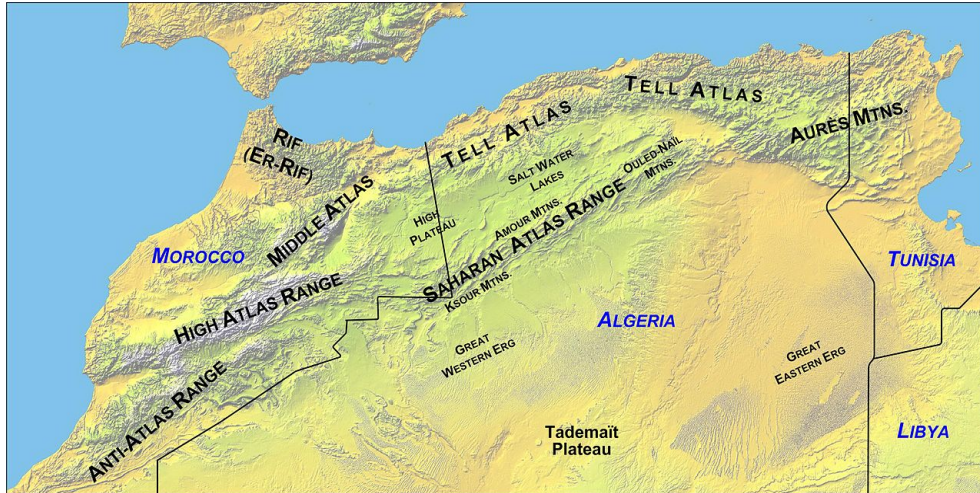 TELL ATLAS
TELL ATLAS
AURÈS MTNS.
RIF
(ER-RIF)
SALT WATER
LAKES
OULED-NAÏL
MTNS.
MIDDLE ATLAS
HIGH
PLATEAU
AMOUR MTNS.
SAHARAN ATLAS RANGE
KSOUR MTNS.
MOROCCO
TUNISIA
HIGH ATLAS RANGE
ALGERIA
GREAT
WESTERN ERG
GREAT
EASTERN ERG
ANTI-ATLAS RANGE
Tademaït
Plateau
LIBYA